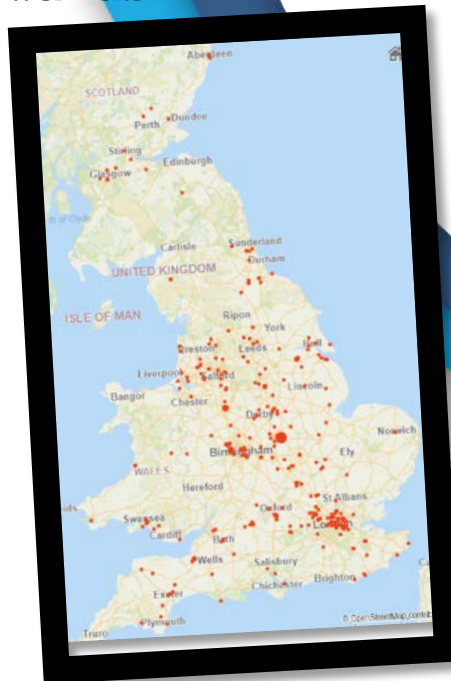 Aberdeen
SCOTLAND
Perth
Dundee
Stirling
Glasgow
Edinburgh
Carlisle
Sunderland
Durham
UNITED KINGDOM
ISLE OF MAN
Ripon
York
Preston
Leeds
Hull
Liverpool
Salford
Bangor
Chester
Lincoln
Derby
Norwich
Birmingham
Ely
WALES
Hereford
Oxford
St Albans
Swansea
London
Cardiff
Bath
Wells
Salisbury
Brighton
Chichester
Exeter
Plymouth
Truro
© OpenStreetMap contrib